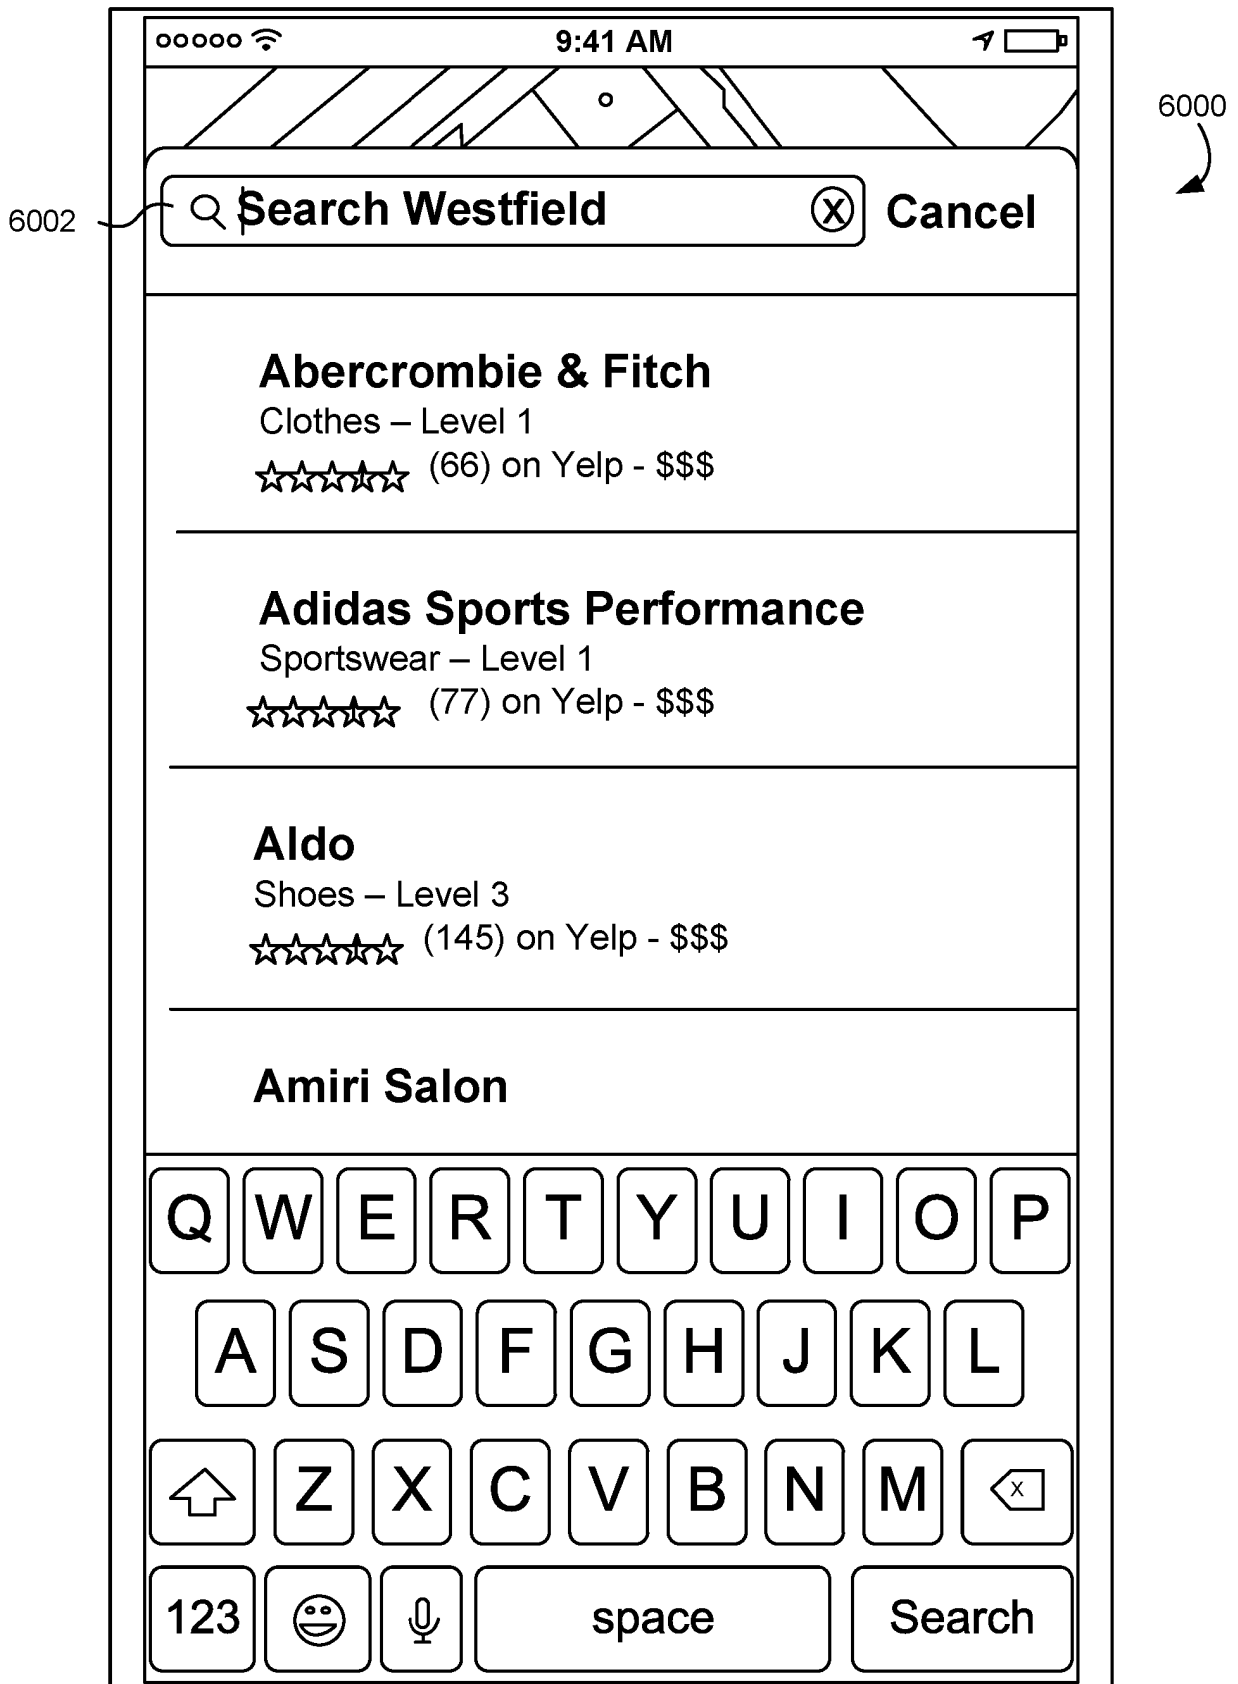 9:41 AM
6000
6002
Search Westfield X Cancel
Abercrombie & Fitch
Clothes – Level 1
(66) on Yelp - $$$
Adidas Sports Performance
Sportswear – Level 1
(77) on Yelp - $$$
Aldo
Shoes – Level 3
(145) on Yelp - $$$
Amiri Salon
Q W E R T Y U I O P
A S D F G H J K L
Z X C V B N M X
123 space Search